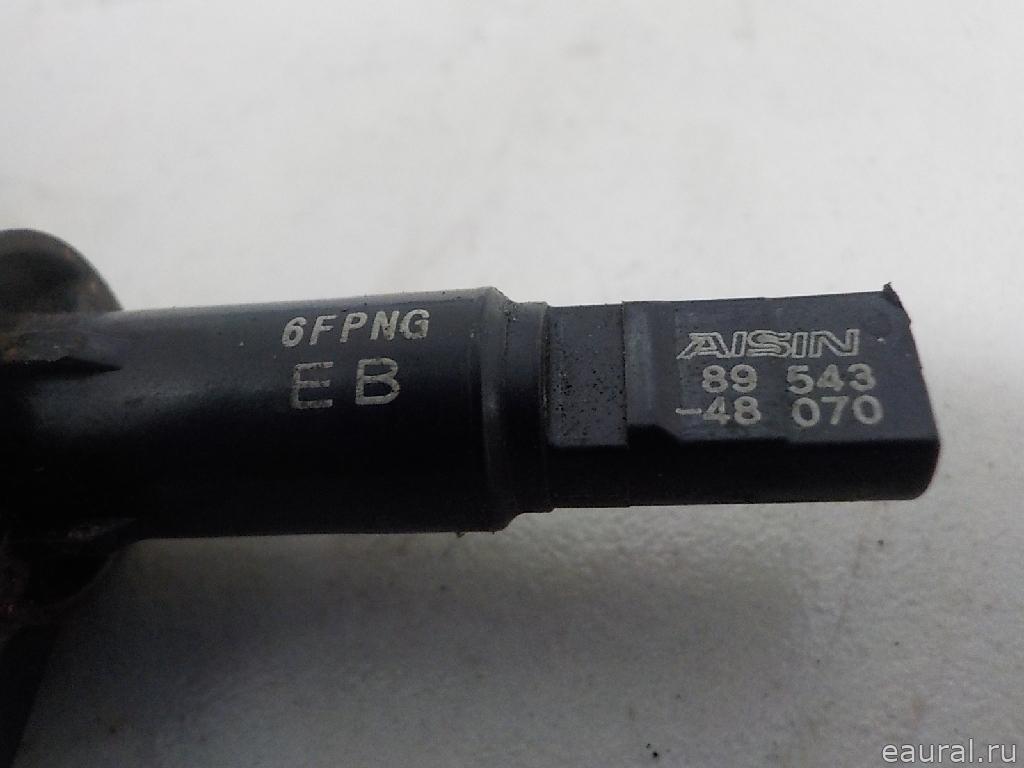 6FPNG
EB
AISIN
89 543
-48 070
eaural.ru